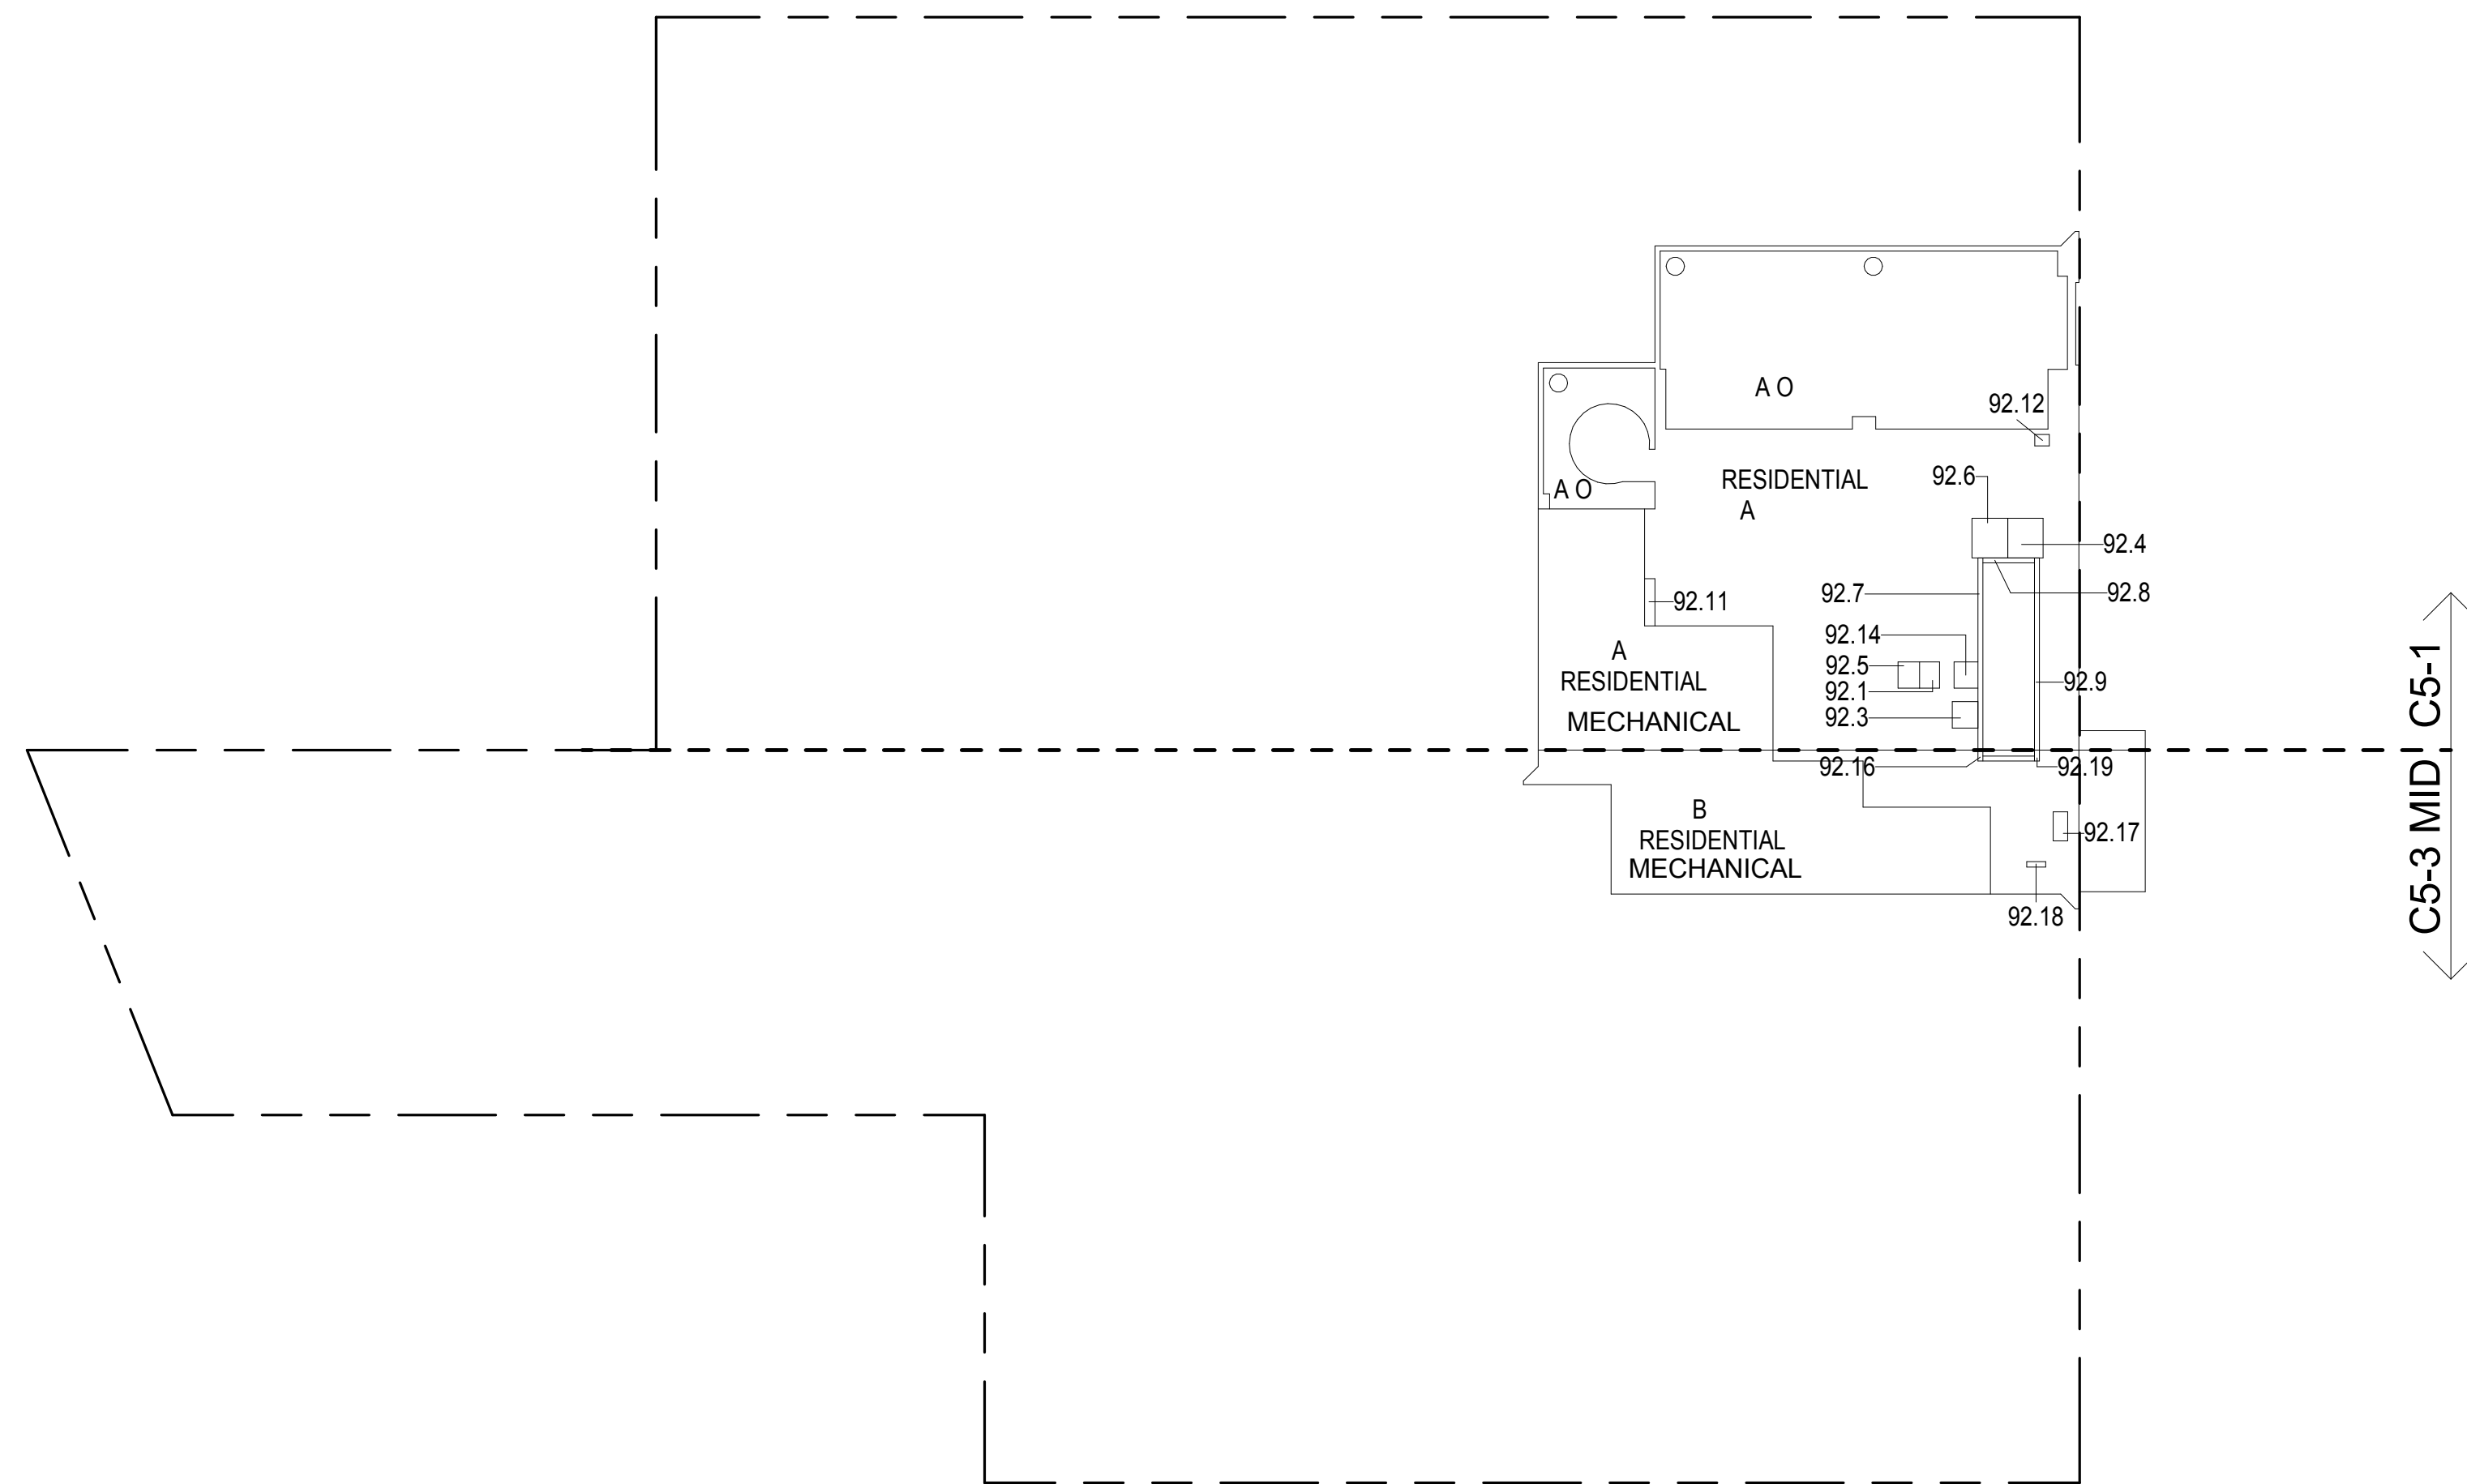 A O
92.12
92.6
RESIDENTIAL
A
A O
92.4
92.8
92.7
92.11
92.14
A
92.5
RESIDENTIAL
92.9
92.1
92.3
MECHANICAL
C5-3 MID C5-1
92.16
92.19
B
92.17
RESIDENTIAL
MECHANICAL
92.18